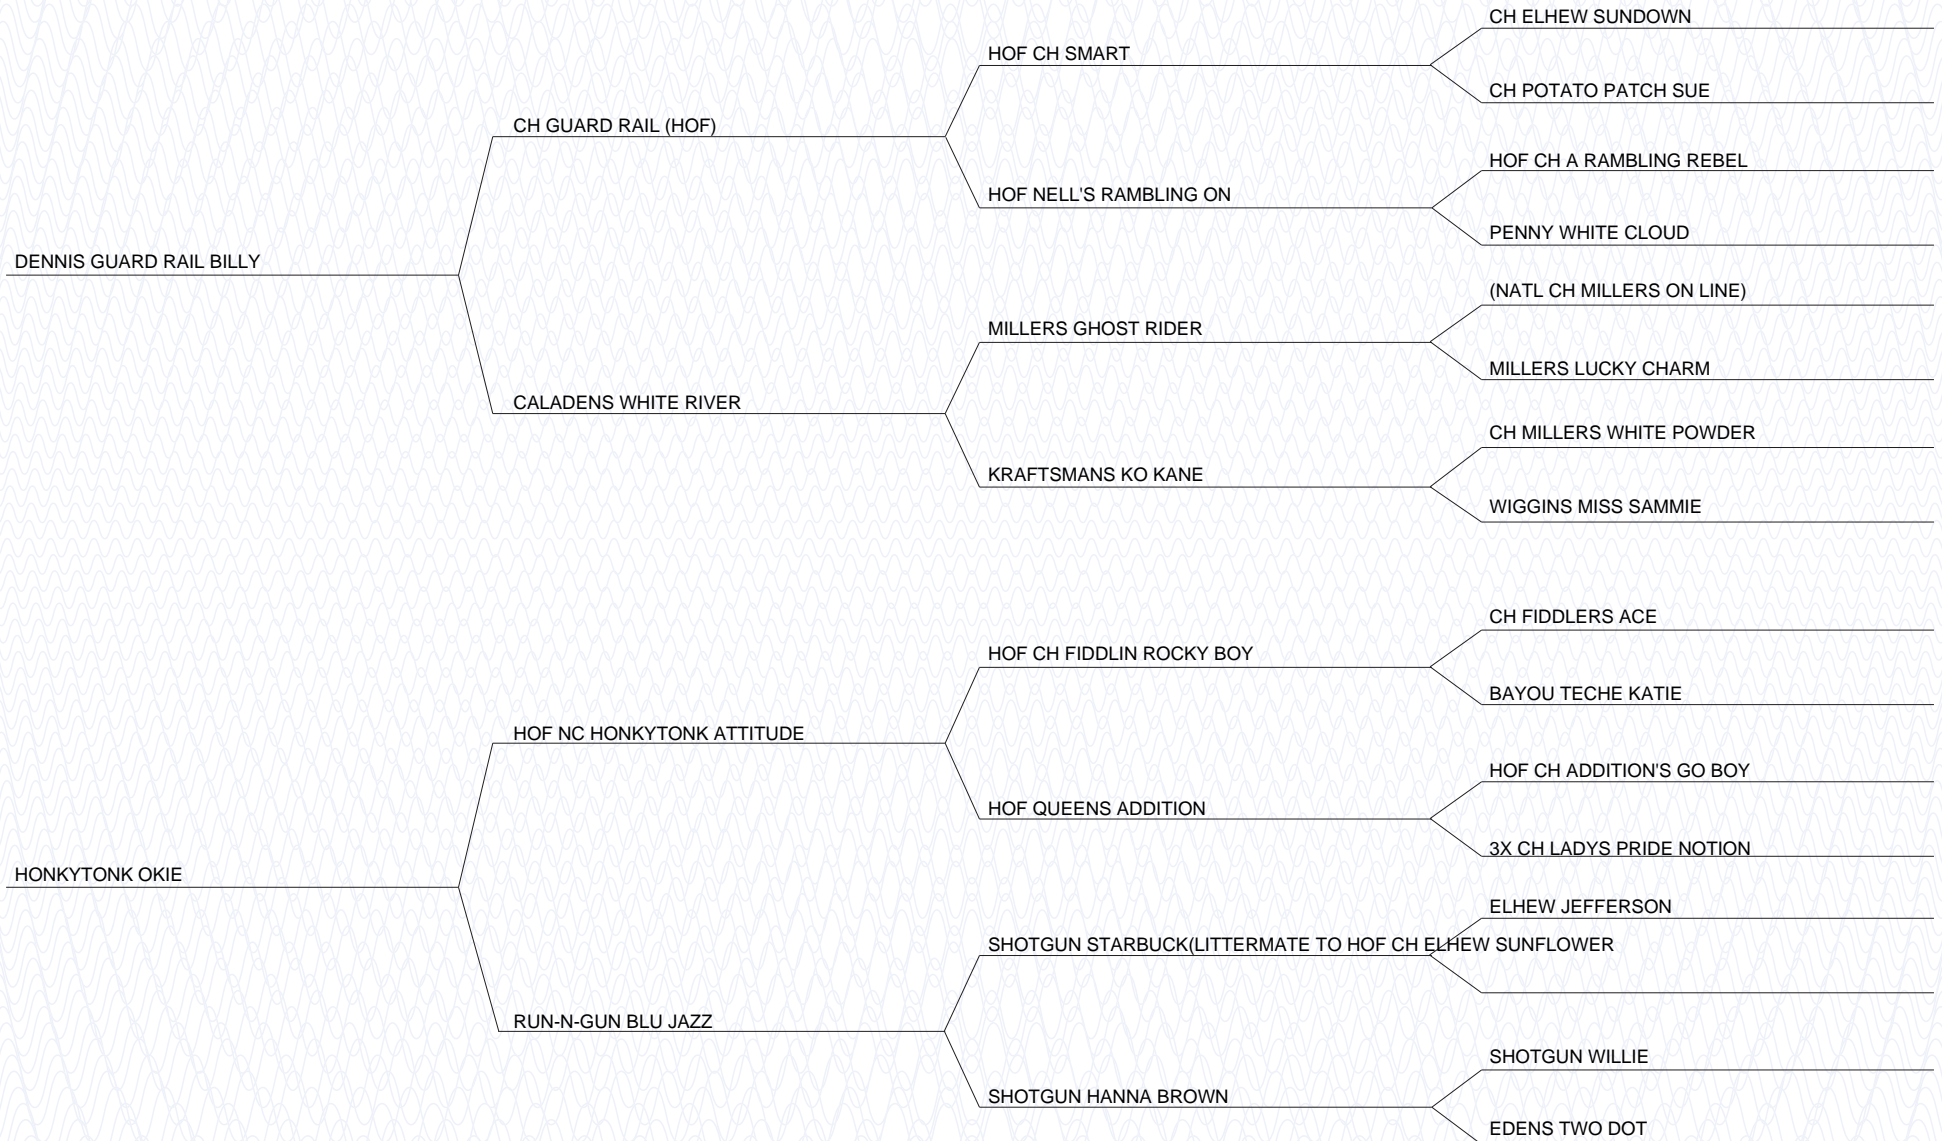 CH ELHEW SUNDOWN
HOF CH SMART
CH POTATO PATCH SUE
CH GUARD RAIL (HOF)
HOF CH A RAMBLING REBEL
HOF NELL'S RAMBLING ON
PENNY WHITE CLOUD
DENNIS GUARD RAIL BILLY
(NATL CH MILLERS ON LINE)
MILLERS GHOST RIDER
MILLERS LUCKY CHARM
CALADENS WHITE RIVER
CH MILLERS WHITE POWDER
KRAFTSMANS KO KANE
WIGGINS MISS SAMMIE
CH FIDDLERS ACE
HOF CH FIDDLIN ROCKY BOY
BAYOU TECHE KATIE
HOF NC HONKYTONK ATTITUDE
HOF CH ADDITION'S GO BOY
HOF QUEENS ADDITION
3X CH LADYS PRIDE NOTION
HONKYTONK OKIE
ELHEW JEFFERSON
SHOTGUN STARBUCK(LITTERMATE TO HOF CH ELHEW SUNFLOWER
RUN-N-GUN BLU JAZZ
SHOTGUN WILLIE
SHOTGUN HANNA BROWN
EDENS TWO DOT